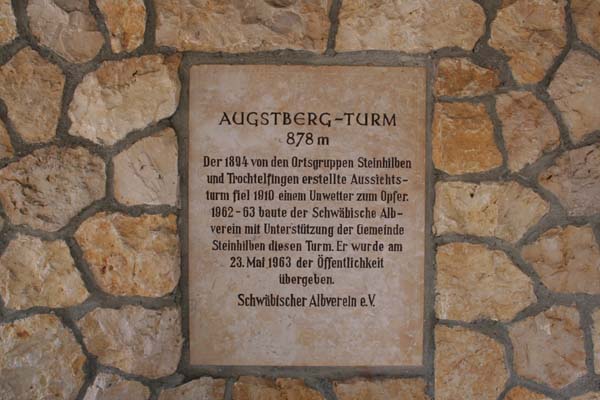 AUGSTBERG-TURM
878 m
Der 1894 von den Ortsgruppen Steinhilben
und Trochtelfingen erstellte Aussichts-
turm fiel 1910 einem Unwetter zum Opfer.
1962-63 baute der Schwäbische Alb-
verein mit Unterstützung der Gemeinde
Steinhilben diesen Turm. Er wurde am
23. Mai 1963 der Öffentlichkeit
übergeben.
Schwäbischer Albverein e.V.